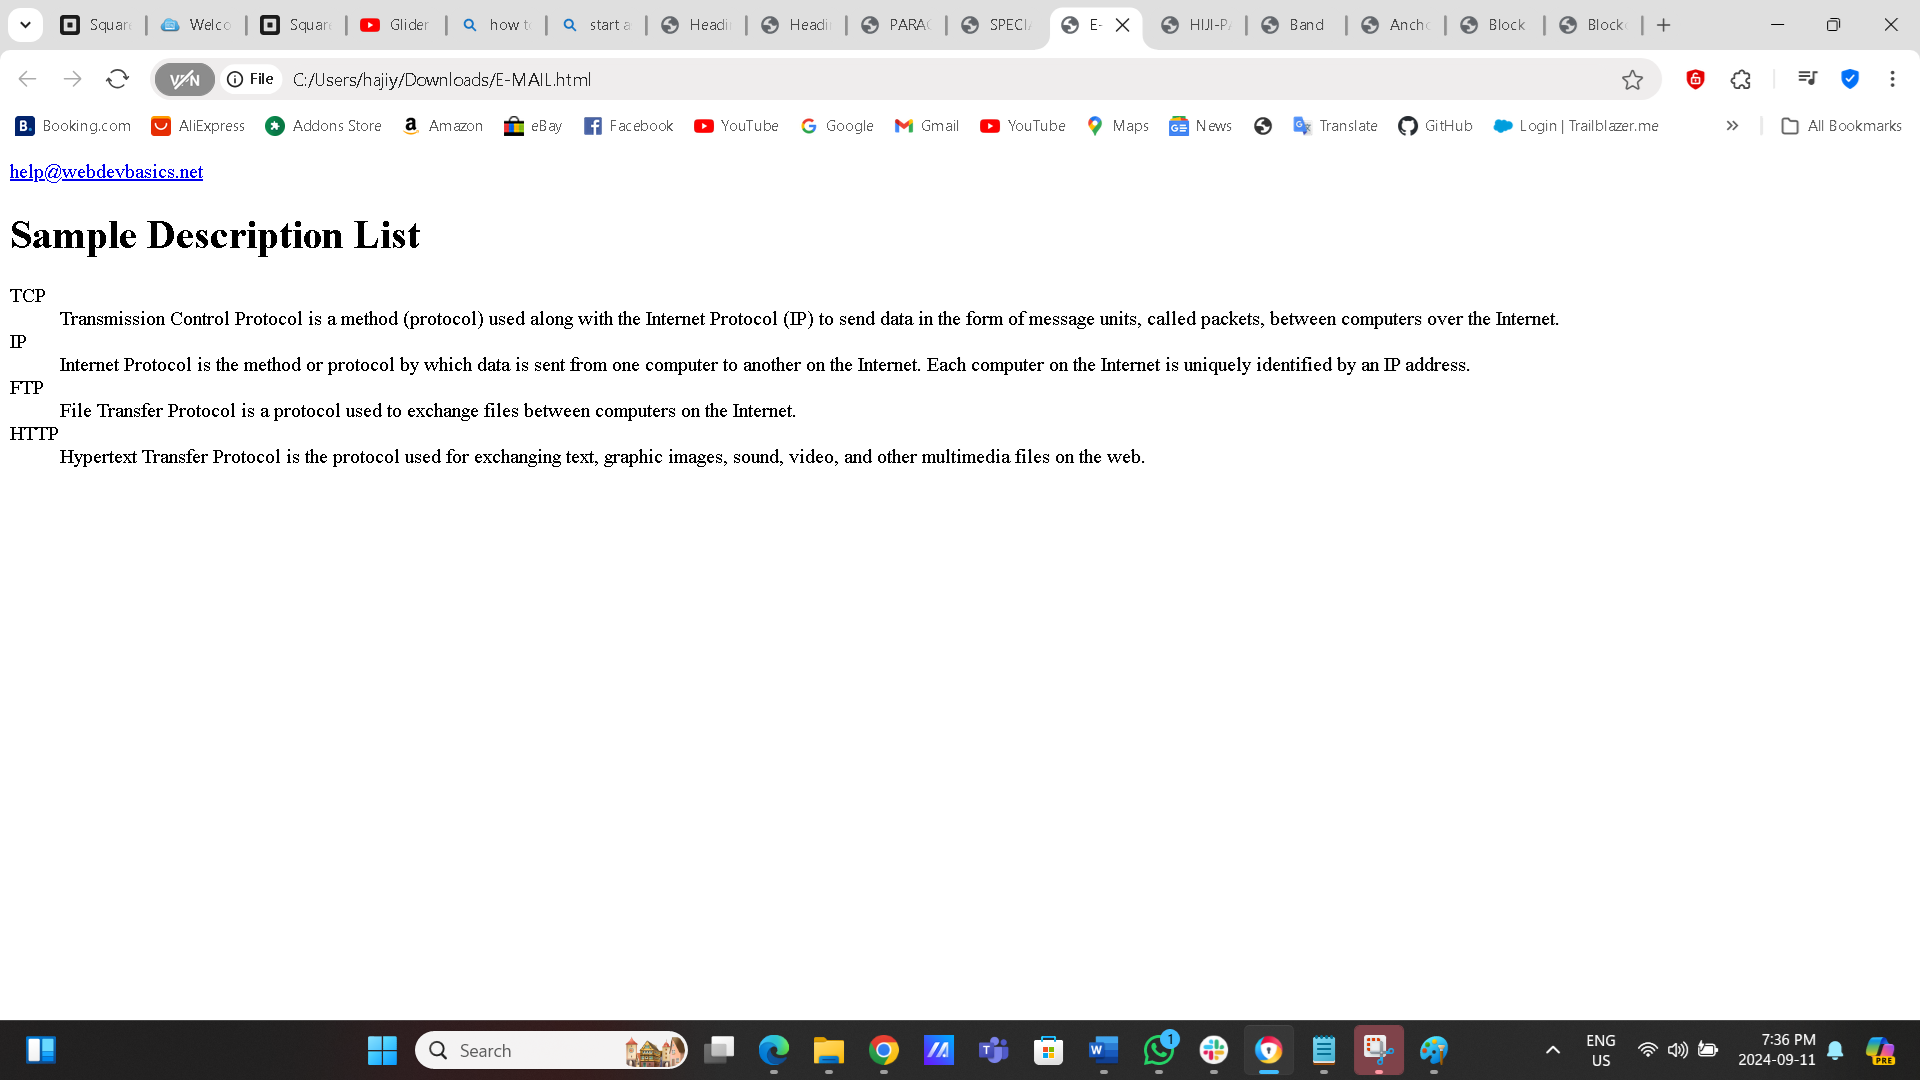 Squar
Welco
Squar
Glider
how t
start a
Headi
Headi
PARA
SPECI
E-
HIJI-P
Band
Ancho
Block
Block
VPN
File
C:/Users/hajiy/Downloads/E-MAIL.html
B. Booking.com
AliExpress
Addons Store
a Amazon
eBay
Facebook
YouTube
Google
Gmail
YouTube
Maps
News
Translate
GitHub
Login | Trailblazer.me
All Bookmarks
help@webdevbasics.net
Sample Description List
TCP
Transmission Control Protocol is a method (protocol) used along with the Internet Protocol (IP) to send data in the form of message units, called packets, between computers over the Internet.
IP
Internet Protocol is the method or protocol by which data is sent from one computer to another on the Internet. Each computer on the Internet is uniquely identified by an IP address.
FTP
File Transfer Protocol is a protocol used to exchange files between computers on the Internet.
HTTP
Hypertext Transfer Protocol is the protocol used for exchanging text, graphic images, sound, video, and other multimedia files on the web.
Search
1
ENG
US
7:36 PM
2024-09-11
PRE